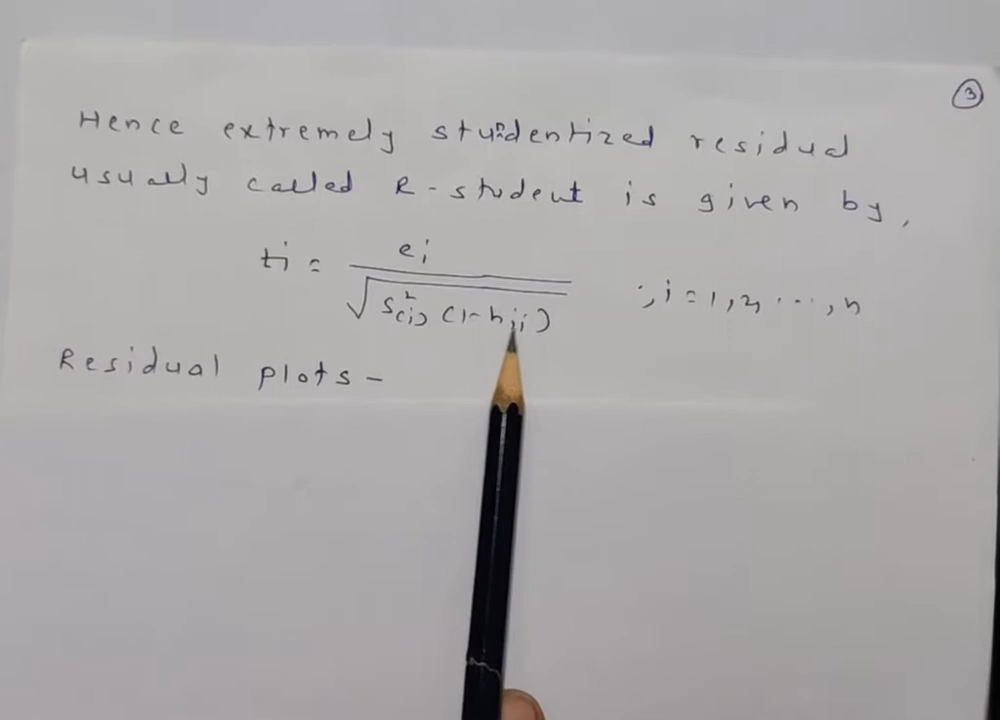 3
Hence extremely studentized residual
usually called R-student is given by,
ti = ei / √(S²(i) (1-hii)) ; i = 1, 2, ..., n
Residual plots -